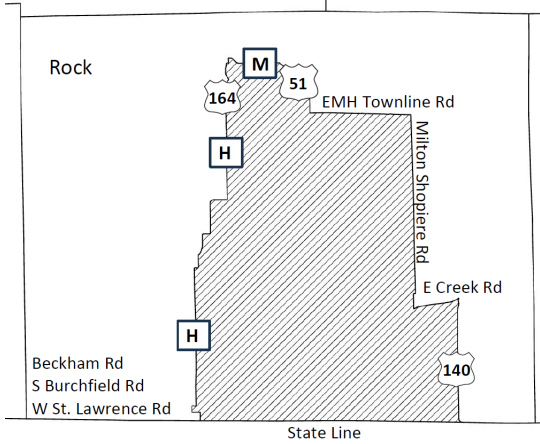 Rock
M
51
164
EMH Townline Rd
H
Milton Shopiere Rd
E Creek Rd
H
Beckham Rd
S Burchfield Rd
W St. Lawrence Rd
140
State Line